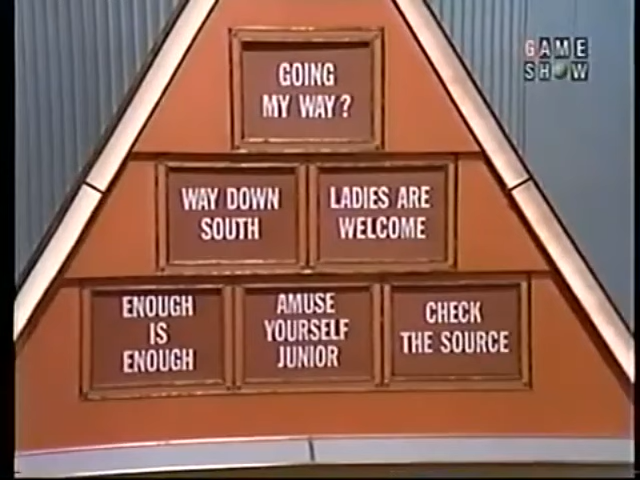 GAME
SHOW
GOING
MY WAY?
WAY DOWN
SOUTH
LADIES ARE
WELCOME
ENOUGH
IS
ENOUGH
AMUSE
YOURSELF
JUNIOR
CHECK
THE SOURCE